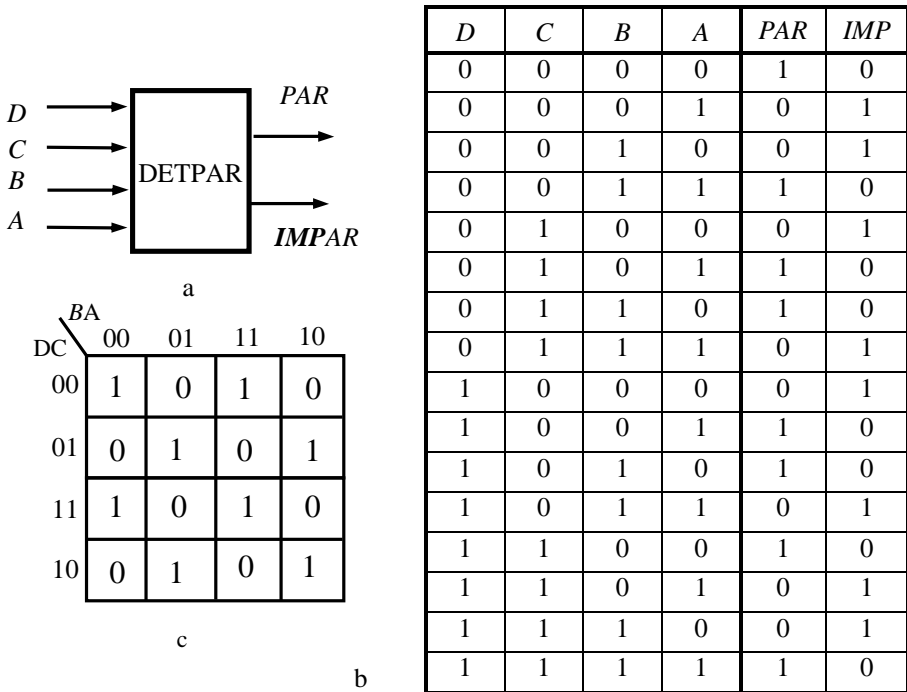 D
C
B
A
DETPAR
PAR
IMPAR
a
BA
DC 00 01 11 10
00 1 0 1 0
01 0 1 0 1
11 1 0 1 0
10 0 1 0 1
c
b
D C B A PAR IMP
0 0 0 0 1 0
0 0 0 1 0 1
0 0 1 0 0 1
0 0 1 1 1 0
0 1 0 0 0 1
0 1 0 1 1 0
0 1 1 0 1 0
0 1 1 1 0 1
1 0 0 0 0 1
1 0 0 1 1 0
1 0 1 0 1 0
1 0 1 1 0 1
1 1 0 0 1 0
1 1 0 1 0 1
1 1 1 0 0 1
1 1 1 1 1 0